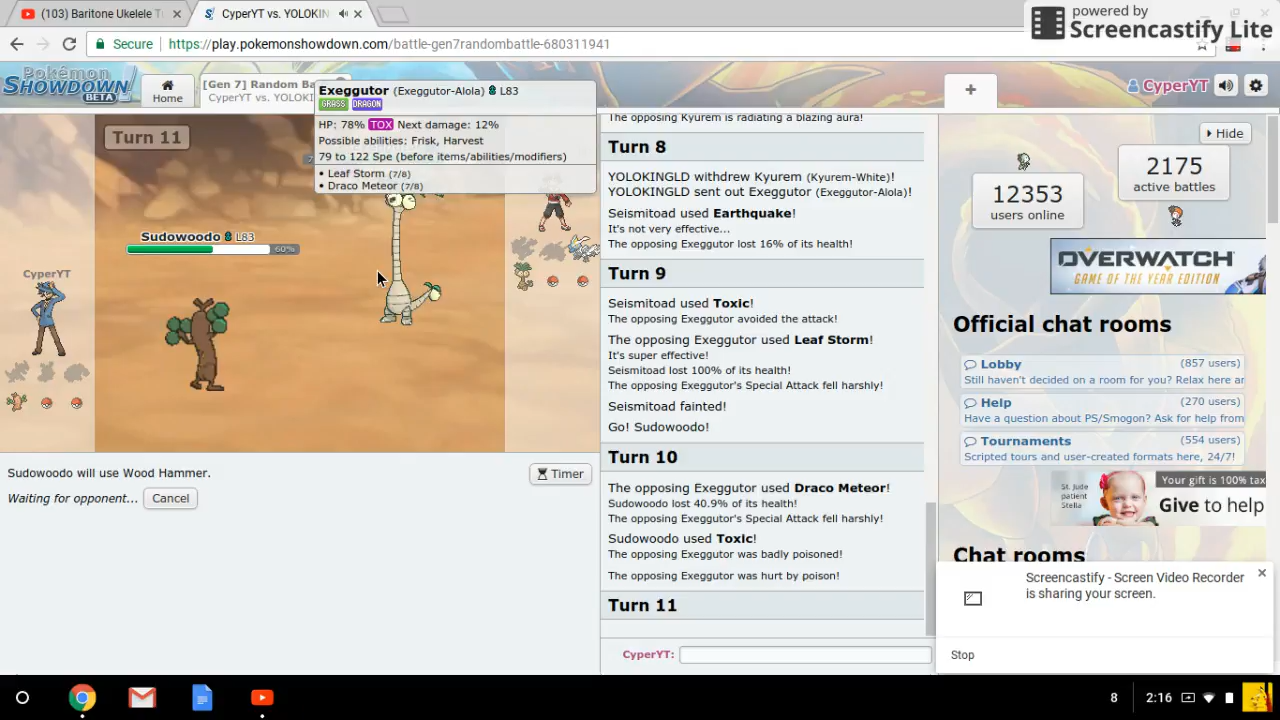 (103) Baritone Ukelele T
CyperYT vs. YOLOKIN
powered by
Screencastify Lite
Secure
https://play.pokemonshowdown.com/battle-gen7randombattle-680311941
Pokémon
SHOWDOWN
BETA
Home
[Gen 7] Random Ba
CyperYT vs. YOLOKI
+
CyperYT
Exeggutor (Exeggutor-Alola) L83
GRASS DRAGON
HP: 78% TOX Next damage: 12%
Possible abilities: Frisk, Harvest
79 to 122 Spe (before items/abilities/modifiers)
• Leaf Storm (7/8)
• Draco Meteor (7/8)
Turn 11
Sudowoodo L83
60%
CyperYT
Sudowoodo will use Wood Hammer.
Waiting for opponent...
Cancel
Timer
The opposing Kyurem is radiating a blazing aura!
Turn 8
YOLOKINGLD withdrew Kyurem (Kyurem-White)!
YOLOKINGLD sent out Exeggutor (Exeggutor-Alola)!
Seismitoad used Earthquake!
It's not very effective...
The opposing Exeggutor lost 16% of its health!
Turn 9
Seismitoad used Toxic!
The opposing Exeggutor avoided the attack!
The opposing Exeggutor used Leaf Storm!
It's super effective!
Seismitoad lost 100% of its health!
The opposing Exeggutor's Special Attack fell harshly!
Seismitoad fainted!
Go! Sudowoodo!
Turn 10
The opposing Exeggutor used Draco Meteor!
Sudowoodo lost 40.9% of its health!
The opposing Exeggutor's Special Attack fell harshly!
Sudowoodo used Toxic!
The opposing Exeggutor was badly poisoned!
The opposing Exeggutor was hurt by poison!
Turn 11
CyperYT:
Hide
12353
users online
2175
active battles
OVERWATCH
GAME OF THE YEAR EDITION
Official chat rooms
Lobby
(857 users)
Still haven't decided on a room for you? Relax here ar
Help
(270 users)
Have a question about PS/Smogon? Ask for help from
Tournaments
(554 users)
Scripted tours and user-created formats here, 24/7!
St. Jude
patient
Stella
Your gift is 100% tax
Give to help
Chat rooms
Screencastify - Screen Video Recorder
is sharing your screen.
Stop
8
2:16